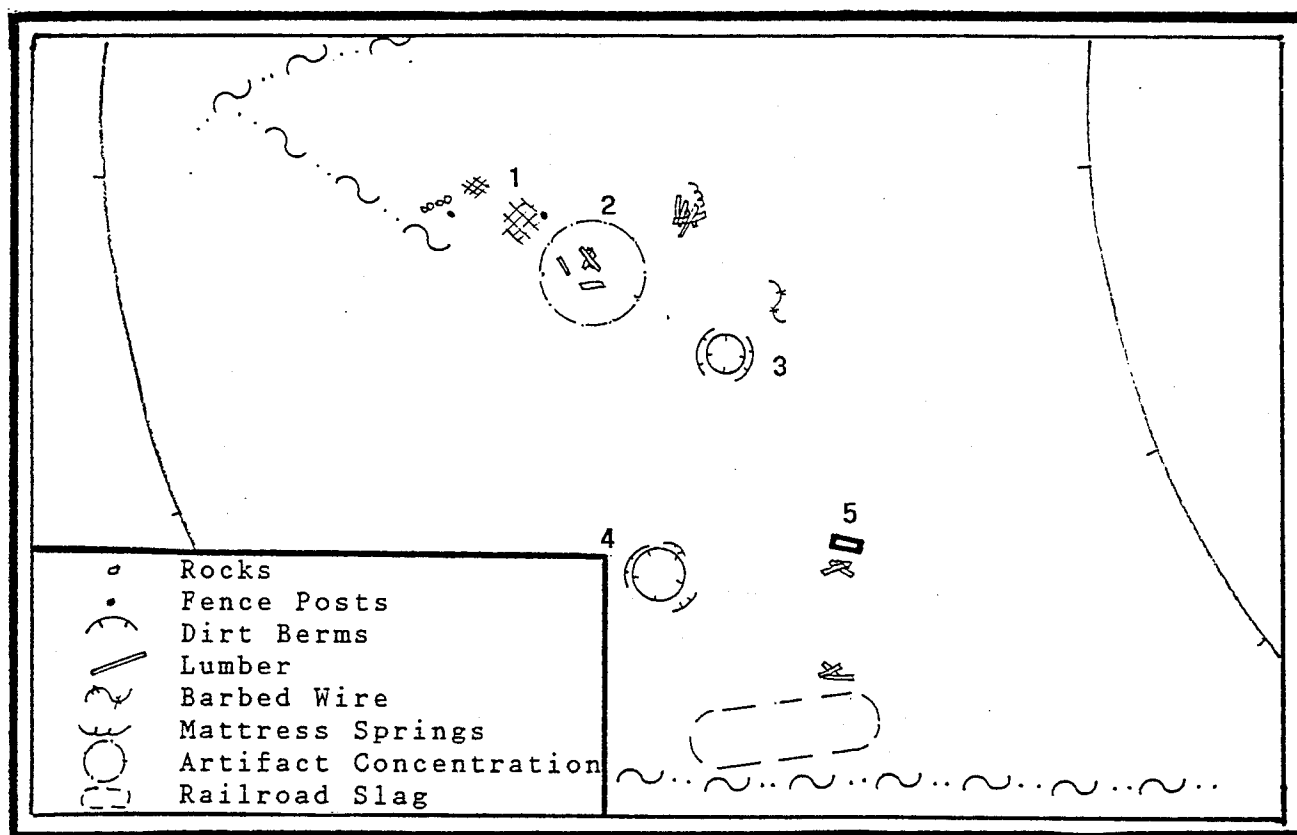 1
2
3
4
5
Rocks
Fence Posts
Dirt Berms
Lumber
Barbed Wire
Mattress Springs
Artifact Concentration
Railroad Slag